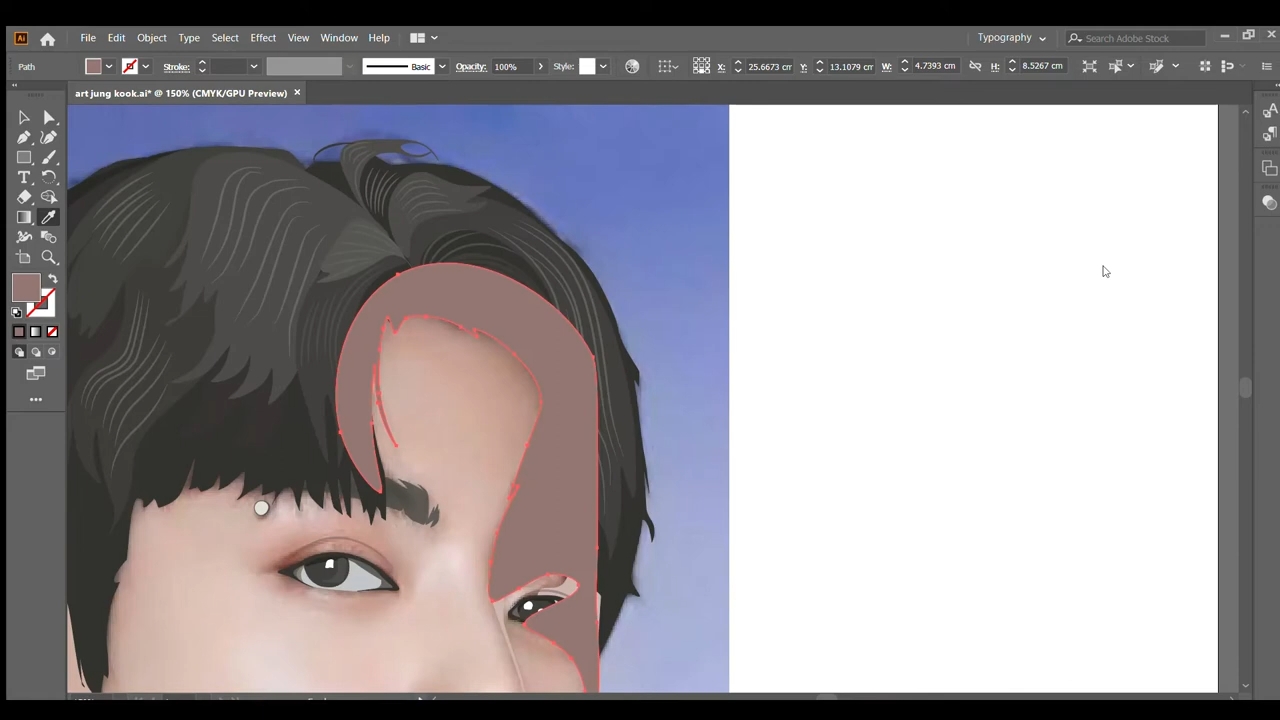 Ai File Edit Object Type Select Effect View Window Help Typography Search Adobe Stock
Path Stroke: Basic Opacity: 100% Style: X: 25.6673 cm Y: 13.1079 cm W: 4.7393 cm H: 8.5267 cm
art jung kook.ai* @ 150% (CMYK/GPU Preview) ×